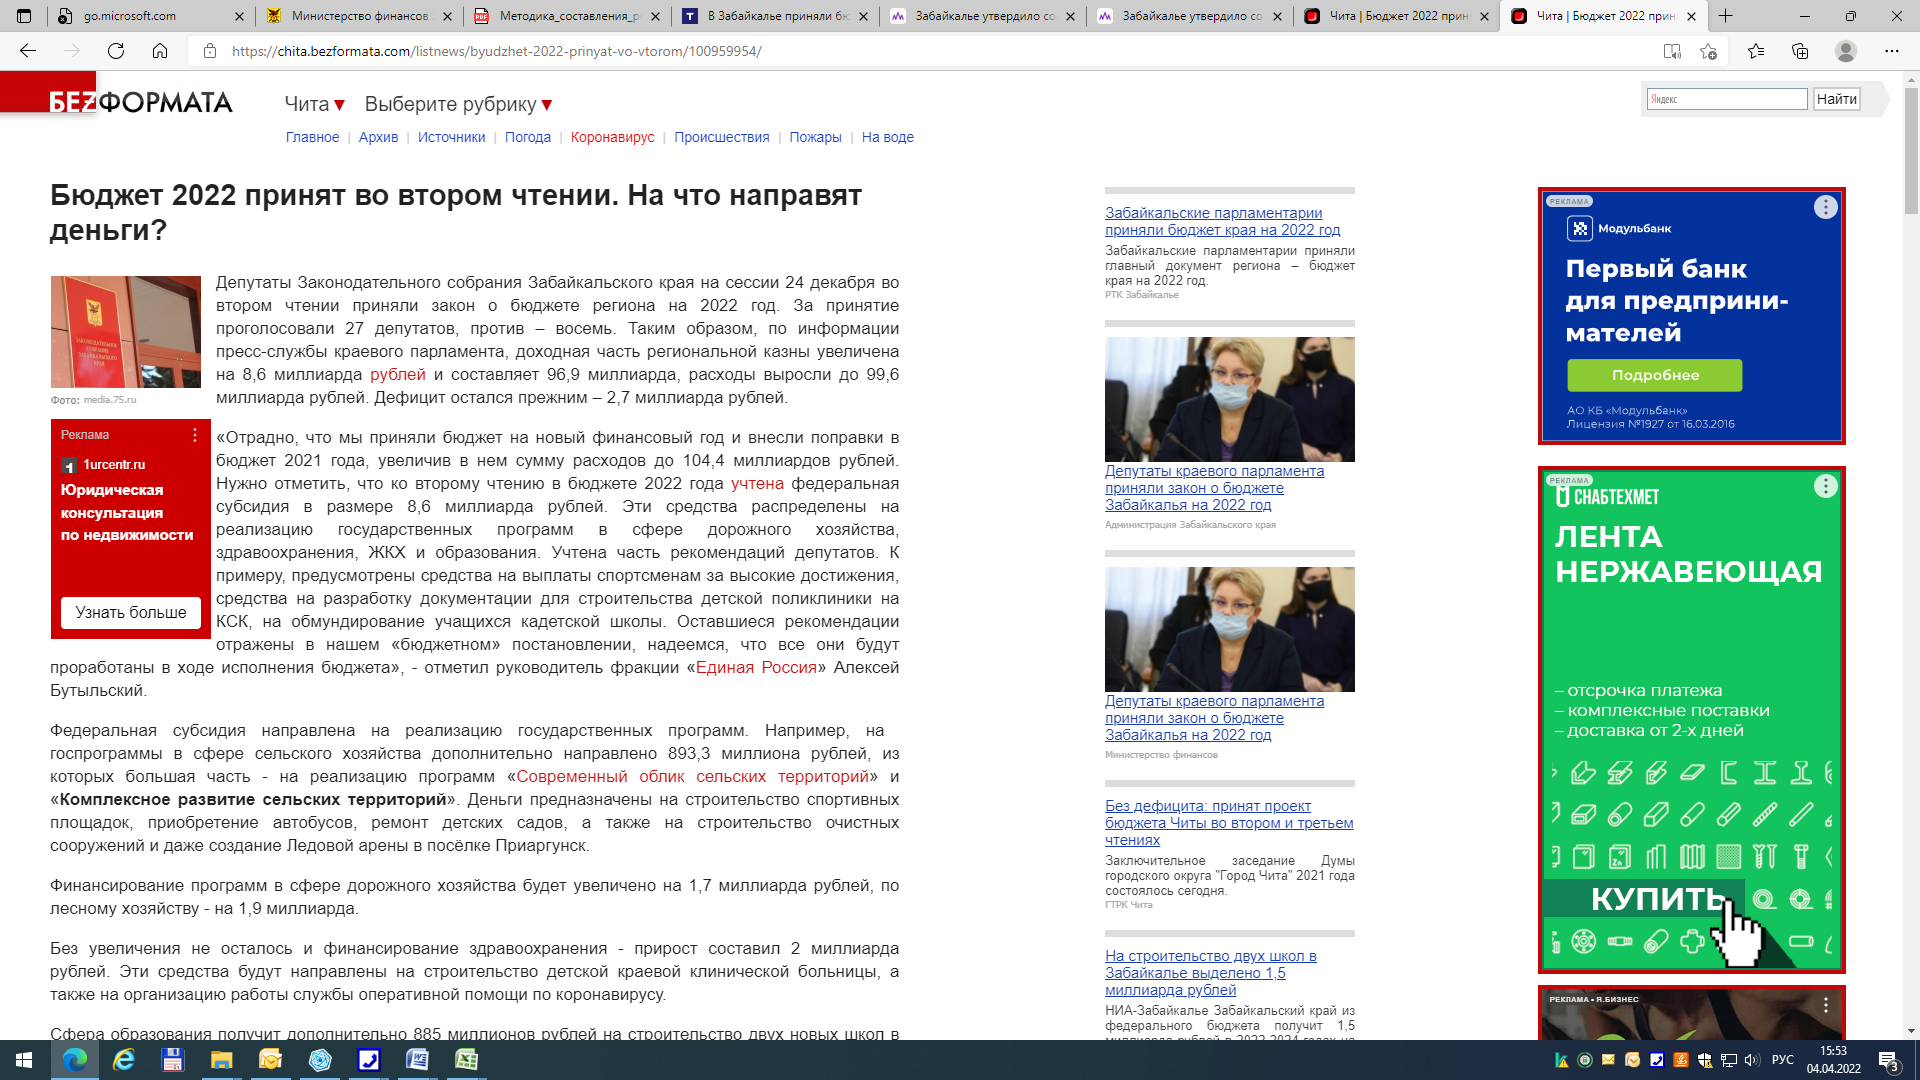 go.microsoft.com
Министерство финансов
Методика_составления_р
В Забайкалье приняли бю
Забайкалье утвердило со
Забайкалье утвердило со
Чита | Бюджет 2022 прин
Чита | Бюджет 2022 прин
https://chita.bezformata.com/listnews/byudzhet-2022-prinyat-vo-vtorom/100959954/
БЕZФОРМАТА
Чита ▼ Выберите рубрику ▼
Яндекс
Найти
Главное | Архив | Источники | Погода | Коронавирус | Происшествия | Пожары | На воде
Бюджет 2022 принят во втором чтении. На что направят
деньги?
Депутаты Законодательного собрания Забайкальского края на сессии 24 декабря во
втором чтении приняли закон о бюджете региона на 2022 год. За принятие
проголосовали 27 депутатов, против – восемь. Таким образом, по информации
пресс-службы краевого парламента, доходная часть региональной казны увеличена
на 8,6 миллиарда рублей и составляет 96,9 миллиарда, расходы выросли до 99,6
миллиарда рублей. Дефицит остался прежним – 2,7 миллиарда рублей.
Фото: media.75.ru
Реклама
1urcentr.ru
Юридическая
консультация
по недвижимости
Узнать больше
«Отрадно, что мы приняли бюджет на новый финансовый год и внесли поправки в
бюджет 2021 года, увеличив в нем сумму расходов до 104,4 миллиардов рублей.
Нужно отметить, что ко второму чтению в бюджете 2022 года учтена федеральная
субсидия в размере 8,6 миллиарда рублей. Эти средства распределены на
реализацию государственных программ в сфере дорожного хозяйства,
здравоохранения, ЖКХ и образования. Учтена часть рекомендаций депутатов. К
примеру, предусмотрены средства на выплаты спортсменам за высокие достижения,
средства на разработку документации для строительства детской поликлиники на
КСК, на обмундирование учащихся кадетской школы. Оставшиеся рекомендации
отражены в нашем «бюджетном» постановлении, надеемся, что все они будут
проработаны в ходе исполнения бюджета», - отметил руководитель фракции «Единая Россия» Алексей
Бутыльский.
Федеральная субсидия направлена на реализацию государственных программ. Например, на
госпрограммы в сфере сельского хозяйства дополнительно направлено 893,3 миллиона рублей, из
которых большая часть - на реализацию программ «Современный облик сельских территорий» и
«Комплексное развитие сельских территорий». Деньги предназначены на строительство спортивных
площадок, приобретение автобусов, ремонт детских садов, а также на строительство очистных
сооружений и даже создание Ледовой арены в посёлке Приаргунск.
Финансирование программ в сфере дорожного хозяйства будет увеличено на 1,7 миллиарда рублей, по
лесному хозяйству - на 1,9 миллиарда.
Без увеличения не осталось и финансирование здравоохранения - прирост составил 2 миллиарда
рублей. Эти средства будут направлены на строительство детской краевой клинической больницы, а
также на организацию работы службы оперативной помощи по коронавирусу.
Сфера образования получит дополнительно 885 миллионов рублей на строительство двух новых школ в
Забайкальские парламентарии
приняли бюджет края на 2022 год
Забайкальские парламентарии приняли
главный документ региона – бюджет
края на 2022 год.
РТК Забайкалье
Депутаты краевого парламента
приняли закон о бюджете
Забайкалья на 2022 год
Администрация Забайкальского края
Депутаты краевого парламента
приняли закон о бюджете
Забайкалья на 2022 год
Министерство финансов
Без дефицита: принят проект
бюджета Читы во втором и третьем
чтениях
Заключительное заседание Думы
городского округа "Город Чита" 2021 года
состоялось сегодня.
ГТРК Чита
На строительство двух школ в
Забайкалье выделено 1,5
миллиарда рублей
НИА-Забайкалье Забайкальский край из
федерального бюджета получит 1,5
миллиарда рублей в 2022-2024 годах на
РЕКЛАМА
Модульбанк
Первый банк
для предприни-
мателей
Подробнее
АО КБ «Модульбанк»
Лицензия №1927 от 16.03.2016
РЕКЛАМА
СНАБТЕХМЕТ
ЛЕНТА
НЕРЖАВЕЮЩАЯ
– отсрочка платежа
– комплексные поставки
– доставка от 2-х дней
Zn
КУПИТЬ
РЕКЛАМА • Я.БИЗНЕС
РУС
15:53
04.04.2022
3